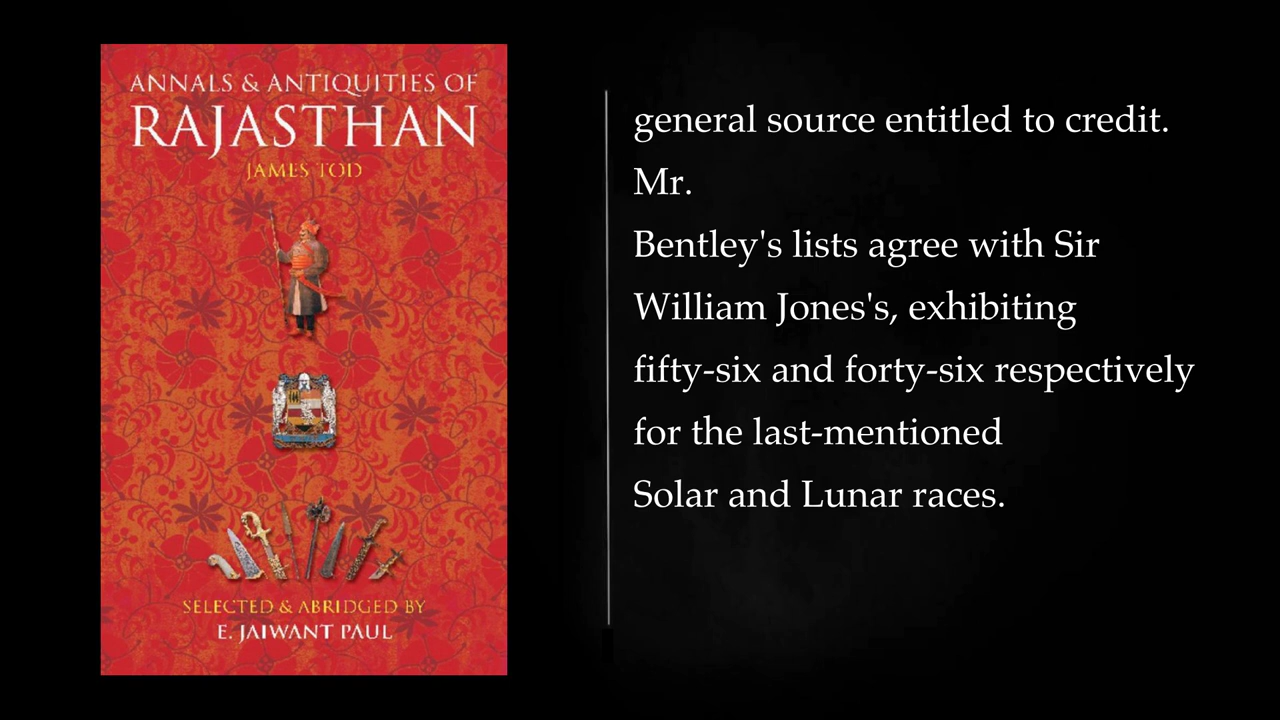 ANNALS & ANTIQUITIES OF
RAJASTHAN
JAMES TOD
SELECTED & ABRIDGED BY
E. JAIWANT PAUL
general source entitled to credit.
Mr.
Bentley's lists agree with Sir
William Jones's, exhibiting
fifty-six and forty-six respectively
for the last-mentioned
Solar and Lunar races.